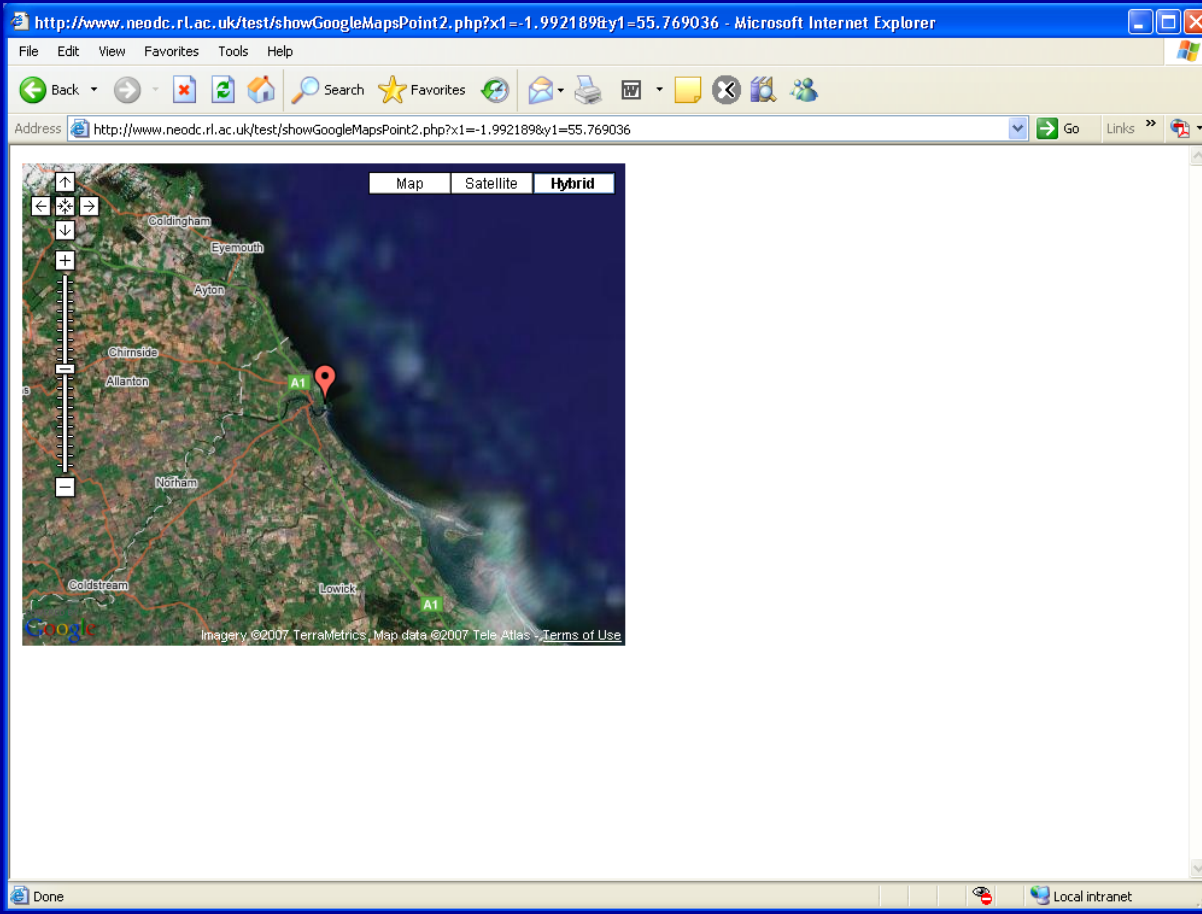 http://www.neodc.rl.ac.uk/test/showGoogleMapsPoint2.php?x1=-1.992189&y1=55.769036 - Microsoft Internet Explorer
File Edit View Favorites Tools Help
Back Search Favorites W
Address http://www.neodc.rl.ac.uk/test/showGoogleMapsPoint2.php?x1=-1.992189&y1=55.769036 Go Links »
Map Satellite Hybrid
Coldingham
Eyemouth
Ayton
Chirnside
Allanton
A1
Norham
Coldstream
Lowick
A1
Google
Imagery ©2007 TerraMetrics, Map data ©2007 Tele Atlas - Terms of Use
Done Local intranet